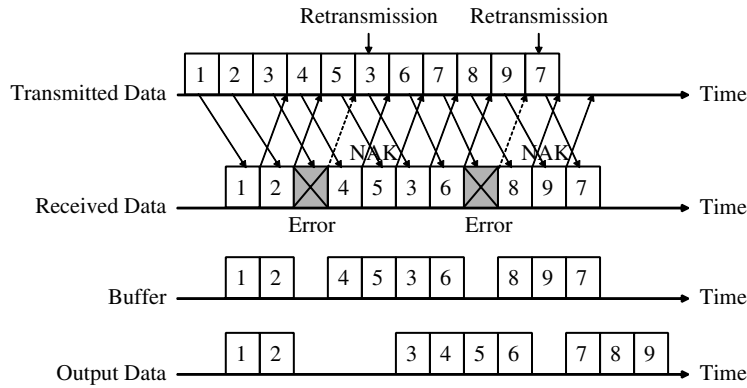 Retransmission Retransmission
1 2 3 4 5 3 6 7 8 9 7
Transmitted Data Time
NAK NAK
1 2 4 5 3 6 8 9 7
Received Data Time
Error Error
1 2 4 5 3 6 8 9 7
Buffer Time
1 2 3 4 5 6 7 8 9
Output Data Time